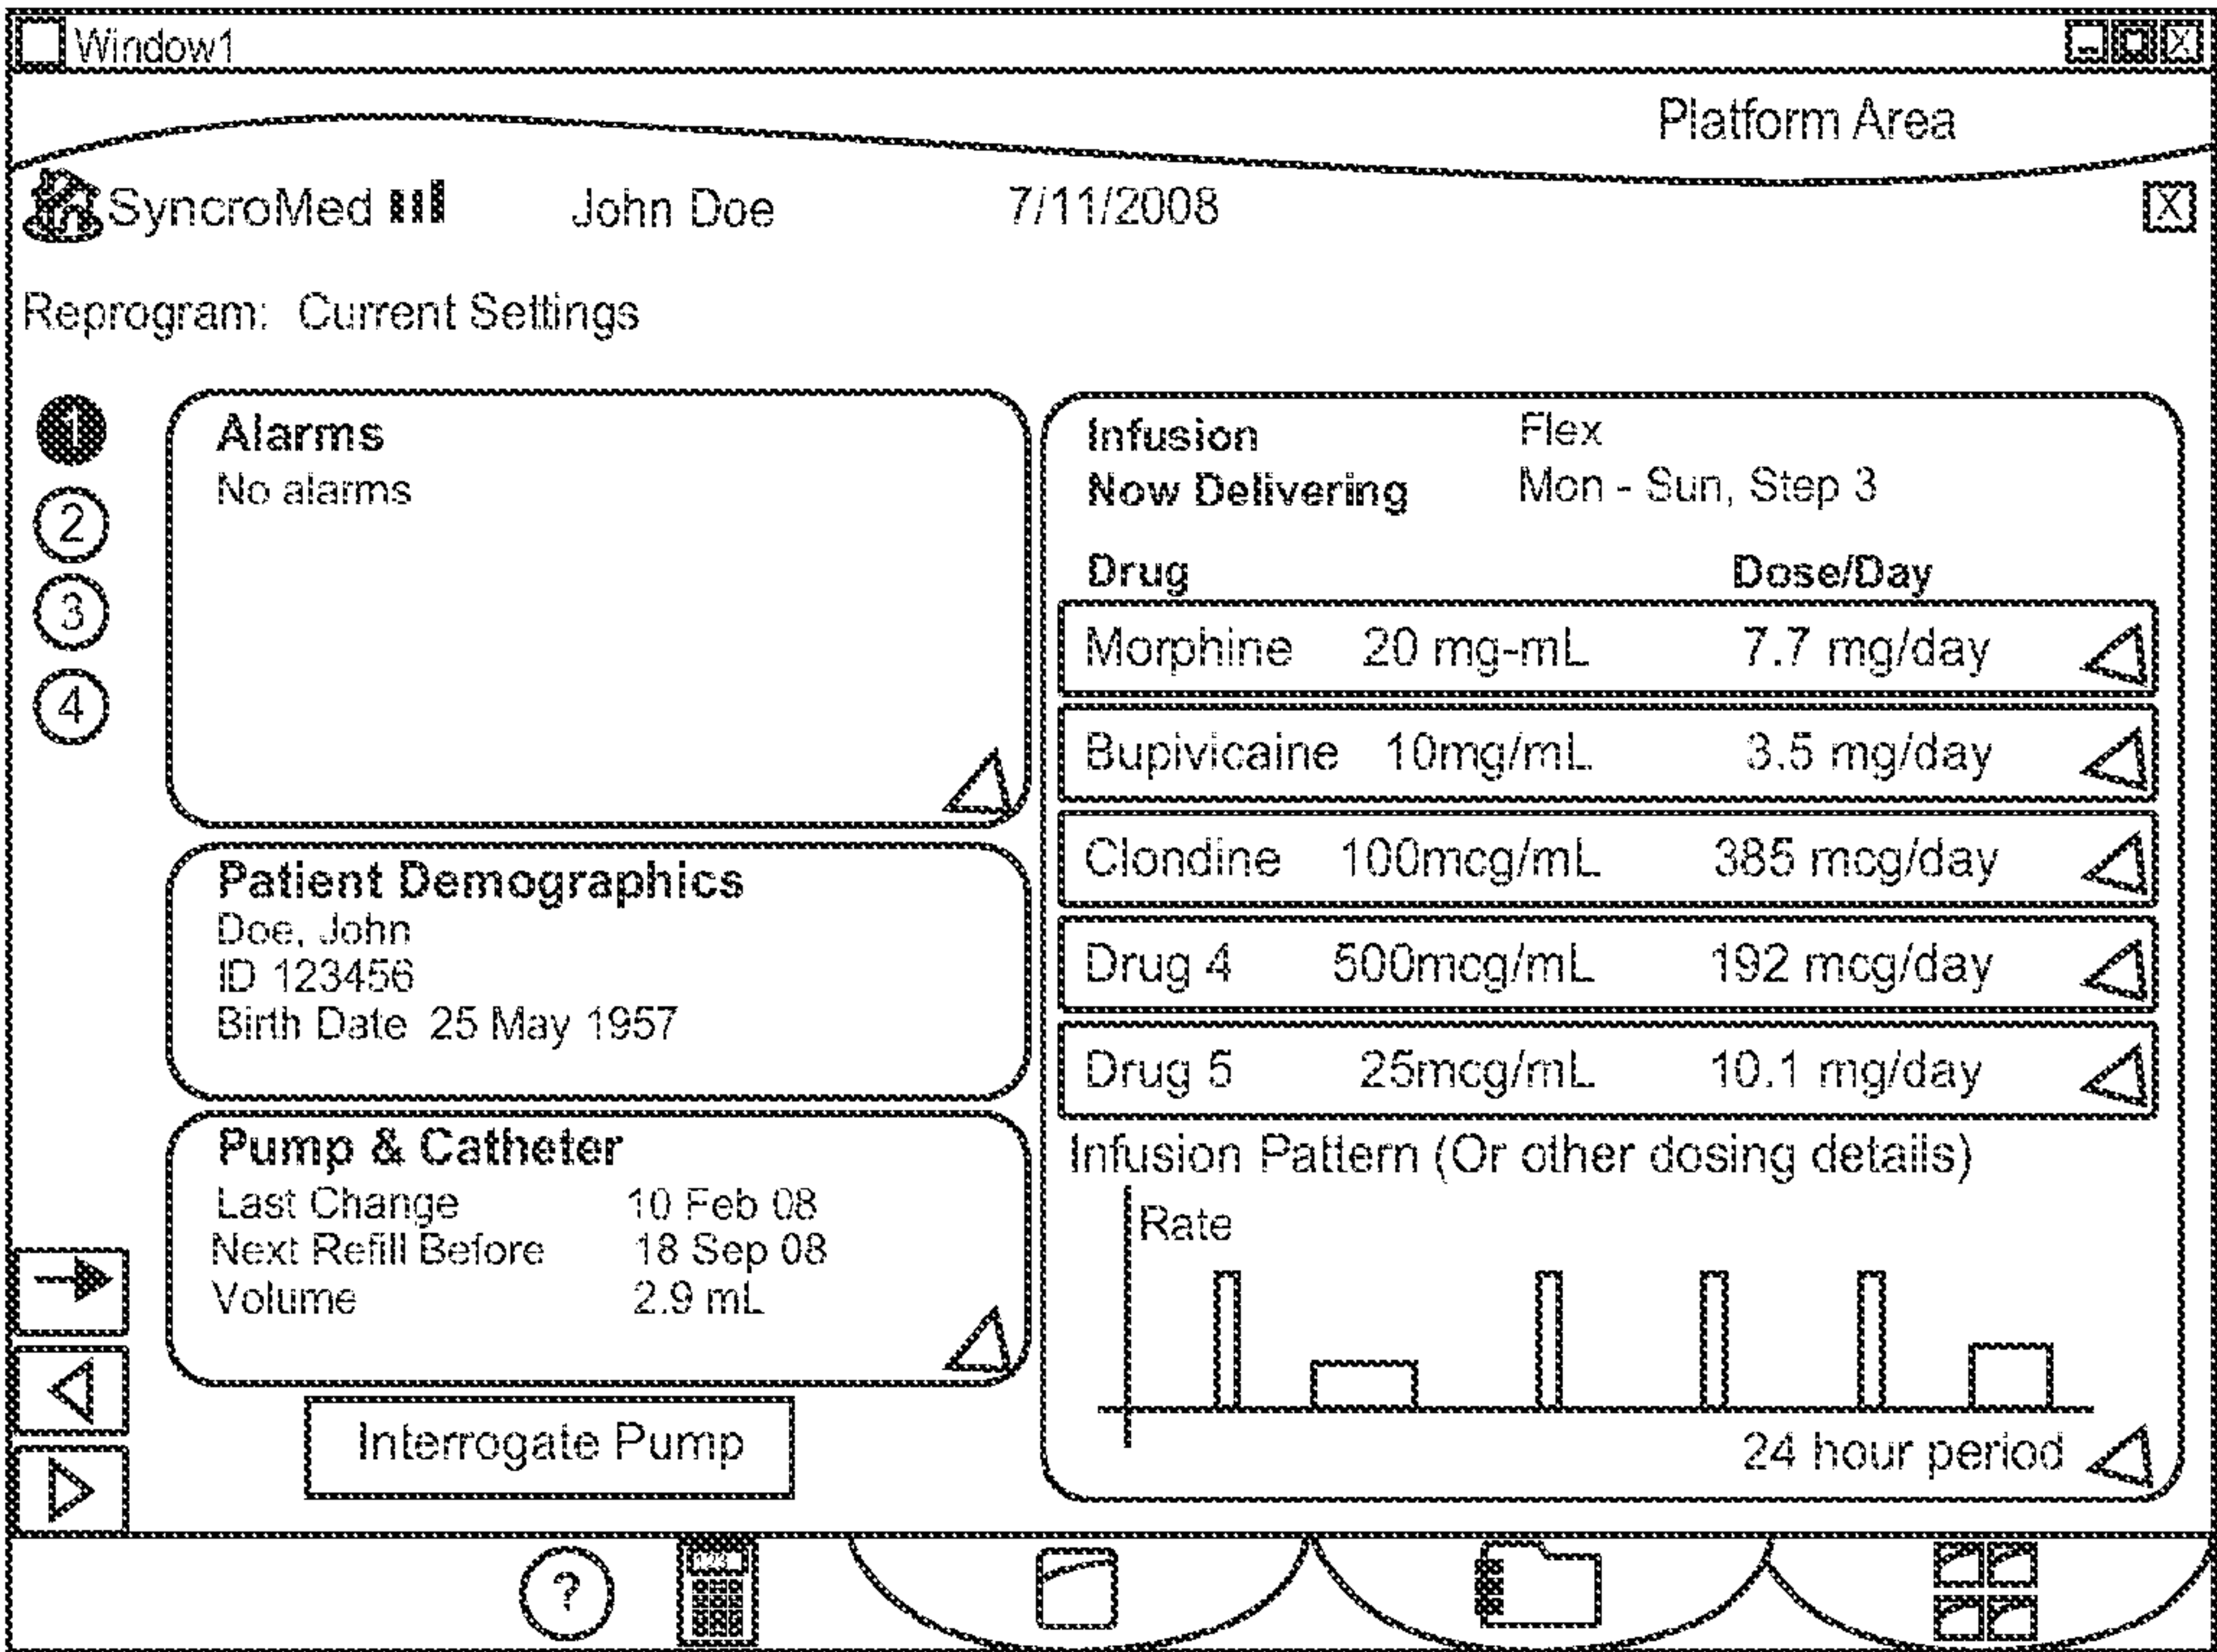 Window1
Platform Area
SyncroMed John Doe 7/11/2008 X
Reprogram: Current Settings
1
2
3
4
Alarms
No alarms
Patient Demographics
Doe, John
ID 123456
Birth Date 25 May 1957
Pump & Catheter
Last Change 10 Feb 08
Next Refill Before 18 Sep 08
Volume 2.9 mL
Interrogate Pump
Infusion Flex
Now Delivering Mon - Sun, Step 3
Drug Dose/Day
Morphine 20 mg-mL 7.7 mg/day
Bupivicaine 10mg/mL 3.5 mg/day
Clondine 100mcg/mL 385 mcg/day
Drug 4 500mcg/mL 192 mcg/day
Drug 5 25mcg/mL 10.1 mg/day
Infusion Pattern (Or other dosing details)
Rate
24 hour period
?
123